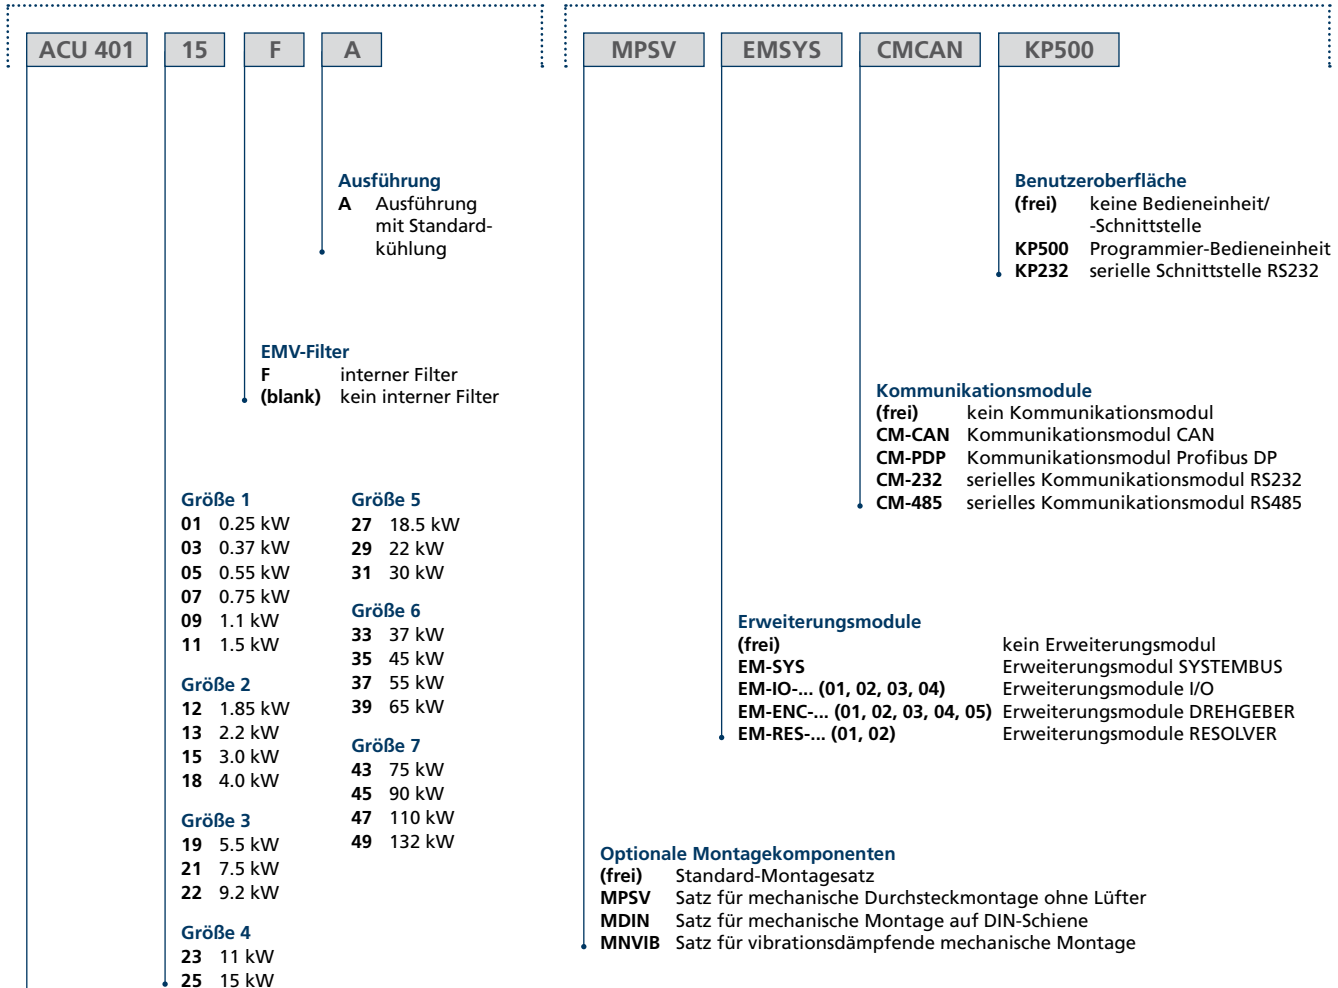 ACU 401 15 F A MPSV EMSYS CMCAN KP500
Ausführung
A Ausführung
mit Standard-
kühlung
Benutzeroberfläche
(frei) keine Bedieneinheit/
-Schnittstelle
KP500 Programmier-Bedieneinheit
KP232 serielle Schnittstelle RS232
EMV-Filter
F interner Filter
(blank) kein interner Filter
Kommunikationsmodule
(frei) kein Kommunikationsmodul
CM-CAN Kommunikationsmodul CAN
CM-PDP Kommunikationsmodul Profibus DP
CM-232 serielles Kommunikationsmodul RS232
CM-485 serielles Kommunikationsmodul RS485
Größe 1
01 0.25 kW
03 0.37 kW
05 0.55 kW
07 0.75 kW
09 1.1 kW
11 1.5 kW
Größe 2
12 1.85 kW
13 2.2 kW
15 3.0 kW
18 4.0 kW
Größe 3
19 5.5 kW
21 7.5 kW
22 9.2 kW
Größe 4
23 11 kW
25 15 kW
Größe 5
27 18.5 kW
29 22 kW
31 30 kW
Größe 6
33 37 kW
35 45 kW
37 55 kW
39 65 kW
Größe 7
43 75 kW
45 90 kW
47 110 kW
49 132 kW
Erweiterungsmodule
(frei) kein Erweiterungsmodul
EM-SYS Erweiterungsmodul SYSTEMBUS
EM-IO-... (01, 02, 03, 04) Erweiterungsmodule I/O
EM-ENC-... (01, 02, 03, 04, 05) Erweiterungsmodule DREHGEBER
EM-RES-... (01, 02) Erweiterungsmodule RESOLVER
Optionale Montagekomponenten
(frei) Standard-Montagesatz
MPSV Satz für mechanische Durchsteckmontage ohne Lüfter
MDIN Satz für mechanische Montage auf DIN-Schiene
MNVIB Satz für vibrationsdämpfende mechanische Montage